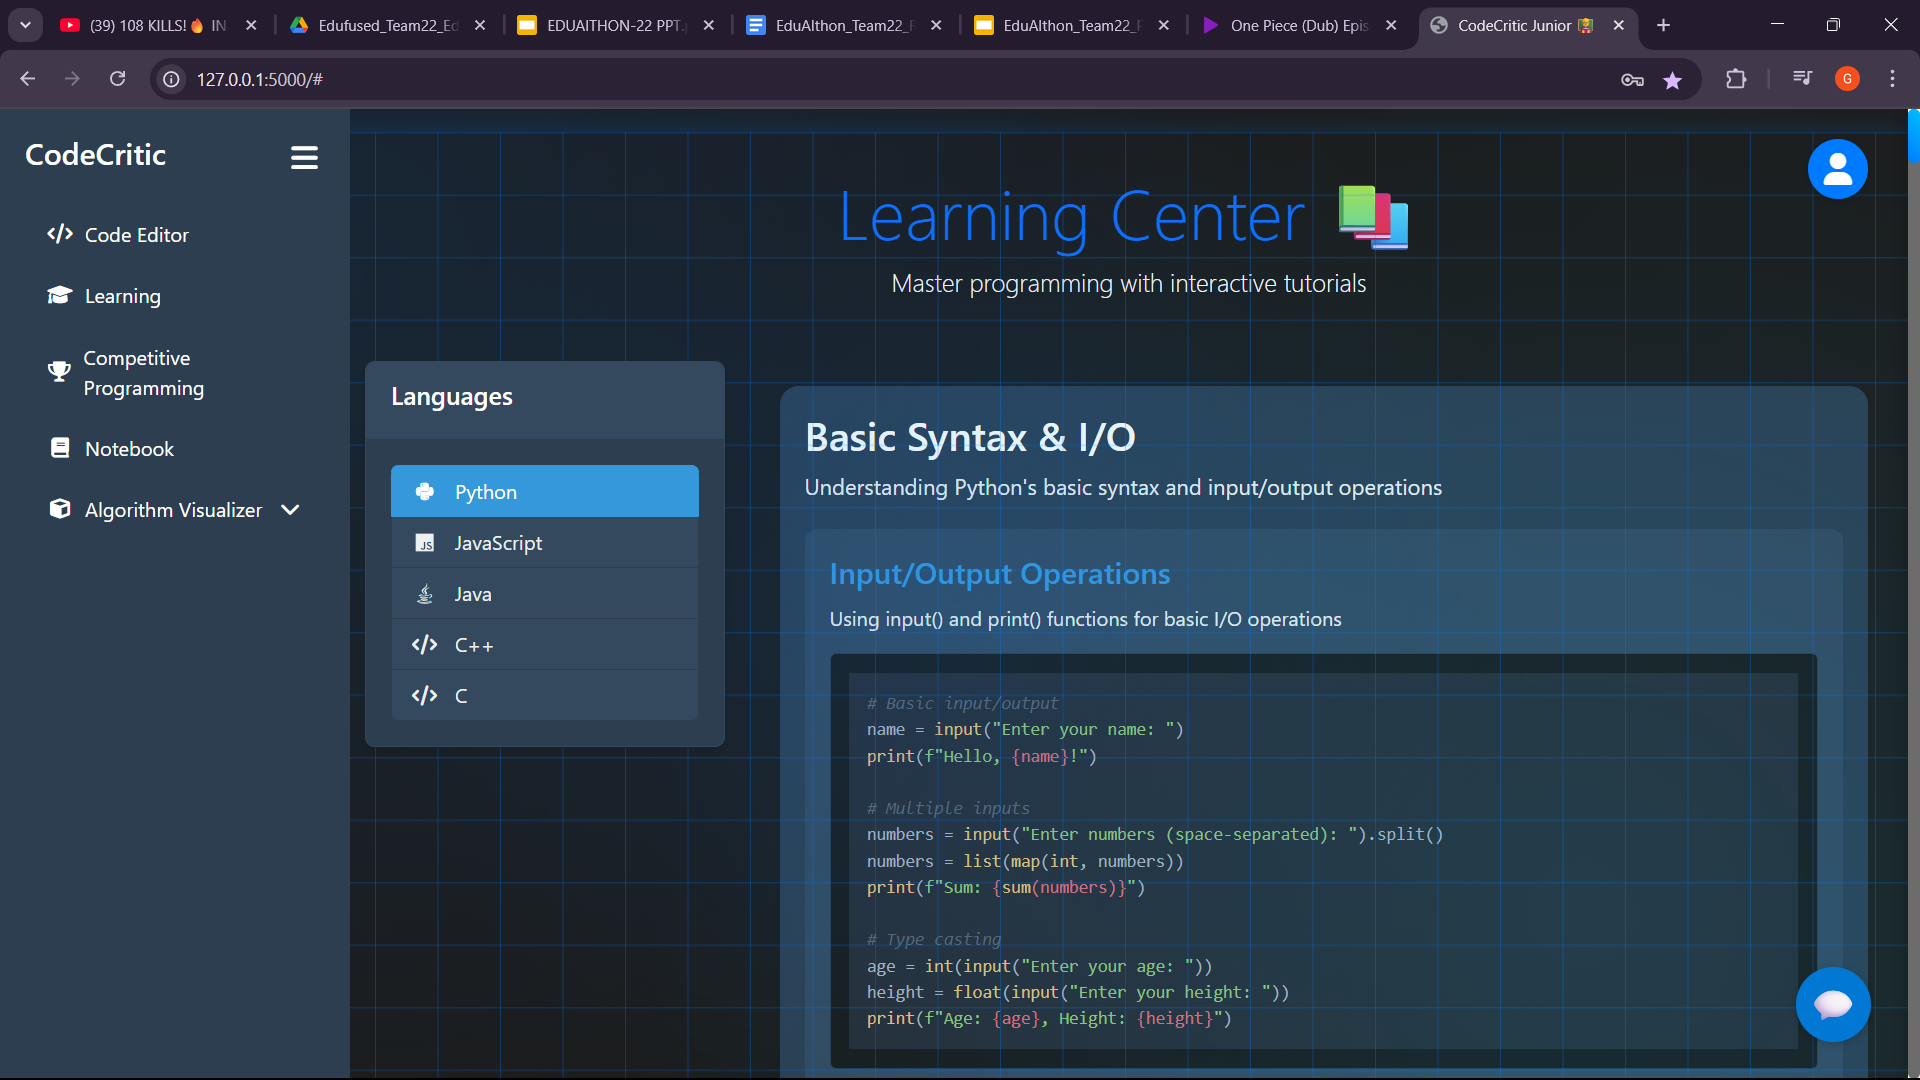 (39) 108 KILLS!🔥 IN
Edufused_Team22_Ed
EDUAITHON-22 PPT.
EduAIthon_Team22_
EduAIthon_Team22_
One Piece (Dub) Epis
CodeCritic Junior
127.0.0.1:5000/#
G
CodeCritic
Code Editor
Learning
Competitive
Programming
Notebook
Algorithm Visualizer
Learning Center
Master programming with interactive tutorials
Languages
Python
JS JavaScript
Java
</> C++
</> C
Basic Syntax & I/O
Understanding Python's basic syntax and input/output operations
Input/Output Operations
Using input() and print() functions for basic I/O operations
# Basic input/output
name = input("Enter your name: ")
print(f"Hello, {name}!")
# Multiple inputs
numbers = input("Enter numbers (space-separated): ").split()
numbers = list(map(int, numbers))
print(f"Sum: {sum(numbers)}")
# Type casting
age = int(input("Enter your age: "))
height = float(input("Enter your height: "))
print(f"Age: {age}, Height: {height}")